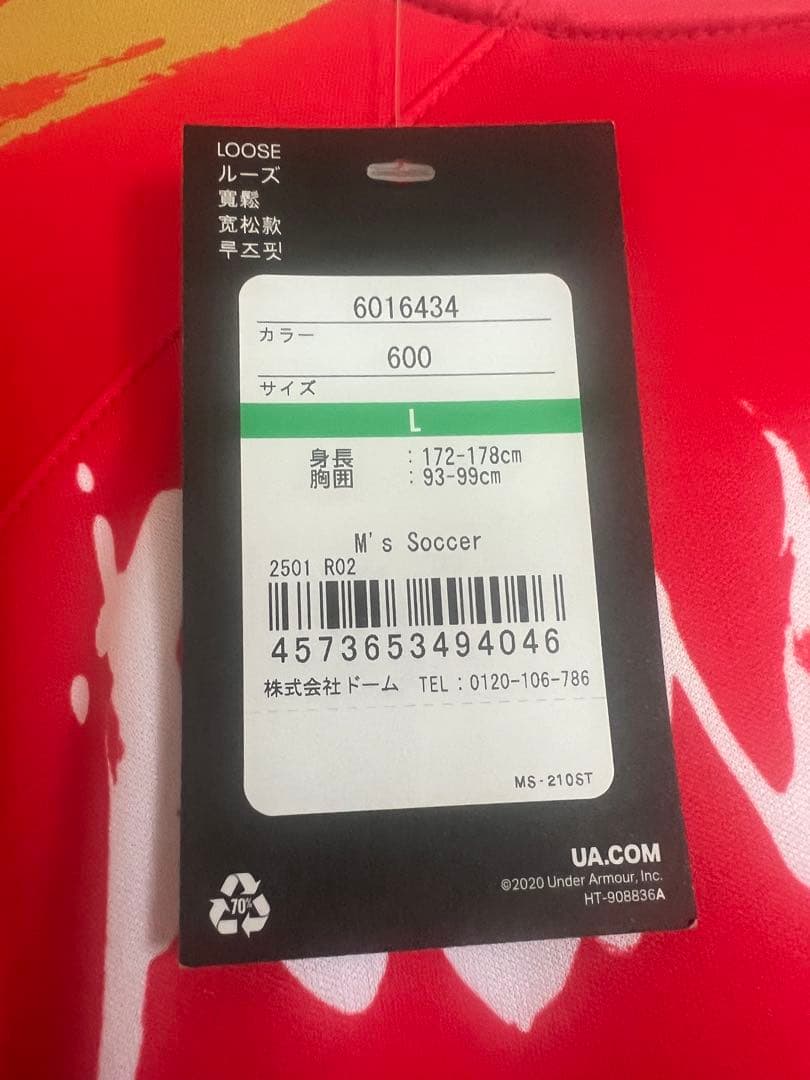 LOOSE
ルーズ
寬鬆
宽松款
루즈핏
6016434
カラー
600
サイズ
L
身長 : 172-178cm
胸囲 : 93-99cm
M's Soccer
2501 R02
4573653494046
株式会社ドーム TEL：0120-106-786
MS-210ST
70%
UA.COM
©2020 Under Armour, Inc.
HT-908836A